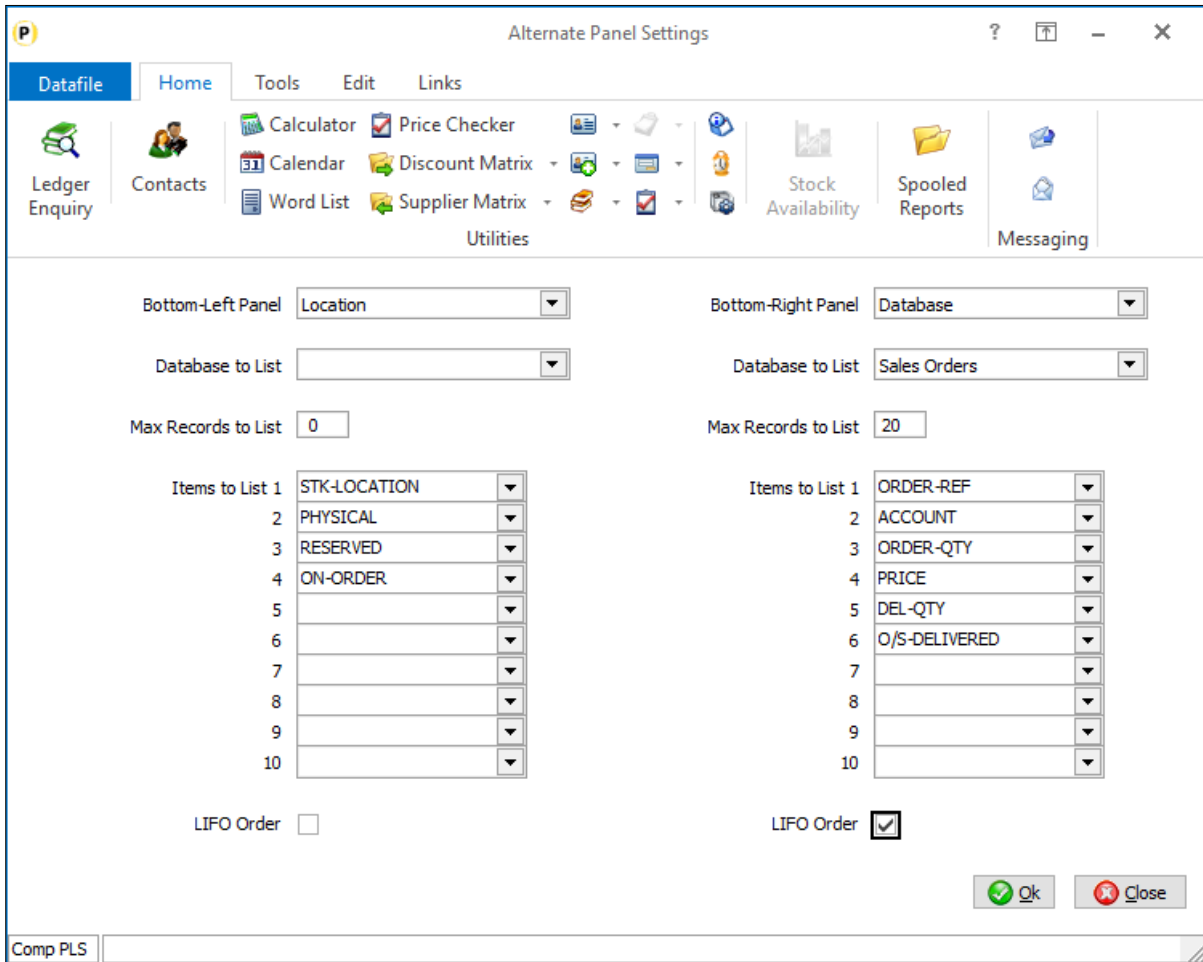 P
Alternate Panel Settings
?
Datafile Home Tools Edit Links
Calculator Price Checker
31 Calendar Discount Matrix
Word List Supplier Matrix
Ledger
Enquiry
Contacts
Stock
Availability
Spooled
Reports
Utilities
Messaging
Bottom-Left Panel Location
Bottom-Right Panel Database
Database to List
Database to List Sales Orders
Max Records to List 0
Max Records to List 20
Items to List 1 STK-LOCATION
2 PHYSICAL
3 RESERVED
4 ON-ORDER
5
6
7
8
9
10
Items to List 1 ORDER-REF
2 ACCOUNT
3 ORDER-QTY
4 PRICE
5 DEL-QTY
6 O/S-DELIVERED
7
8
9
10
LIFO Order
LIFO Order
Ok Close
Comp PLS